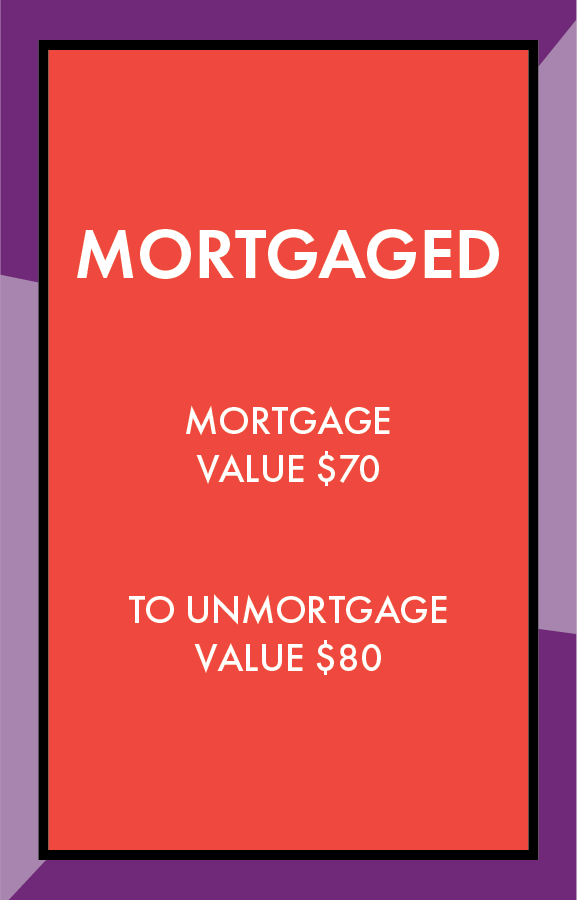 MORTGAGED
MORTGAGE
VALUE $70
TO UNMORTGAGE
VALUE $80